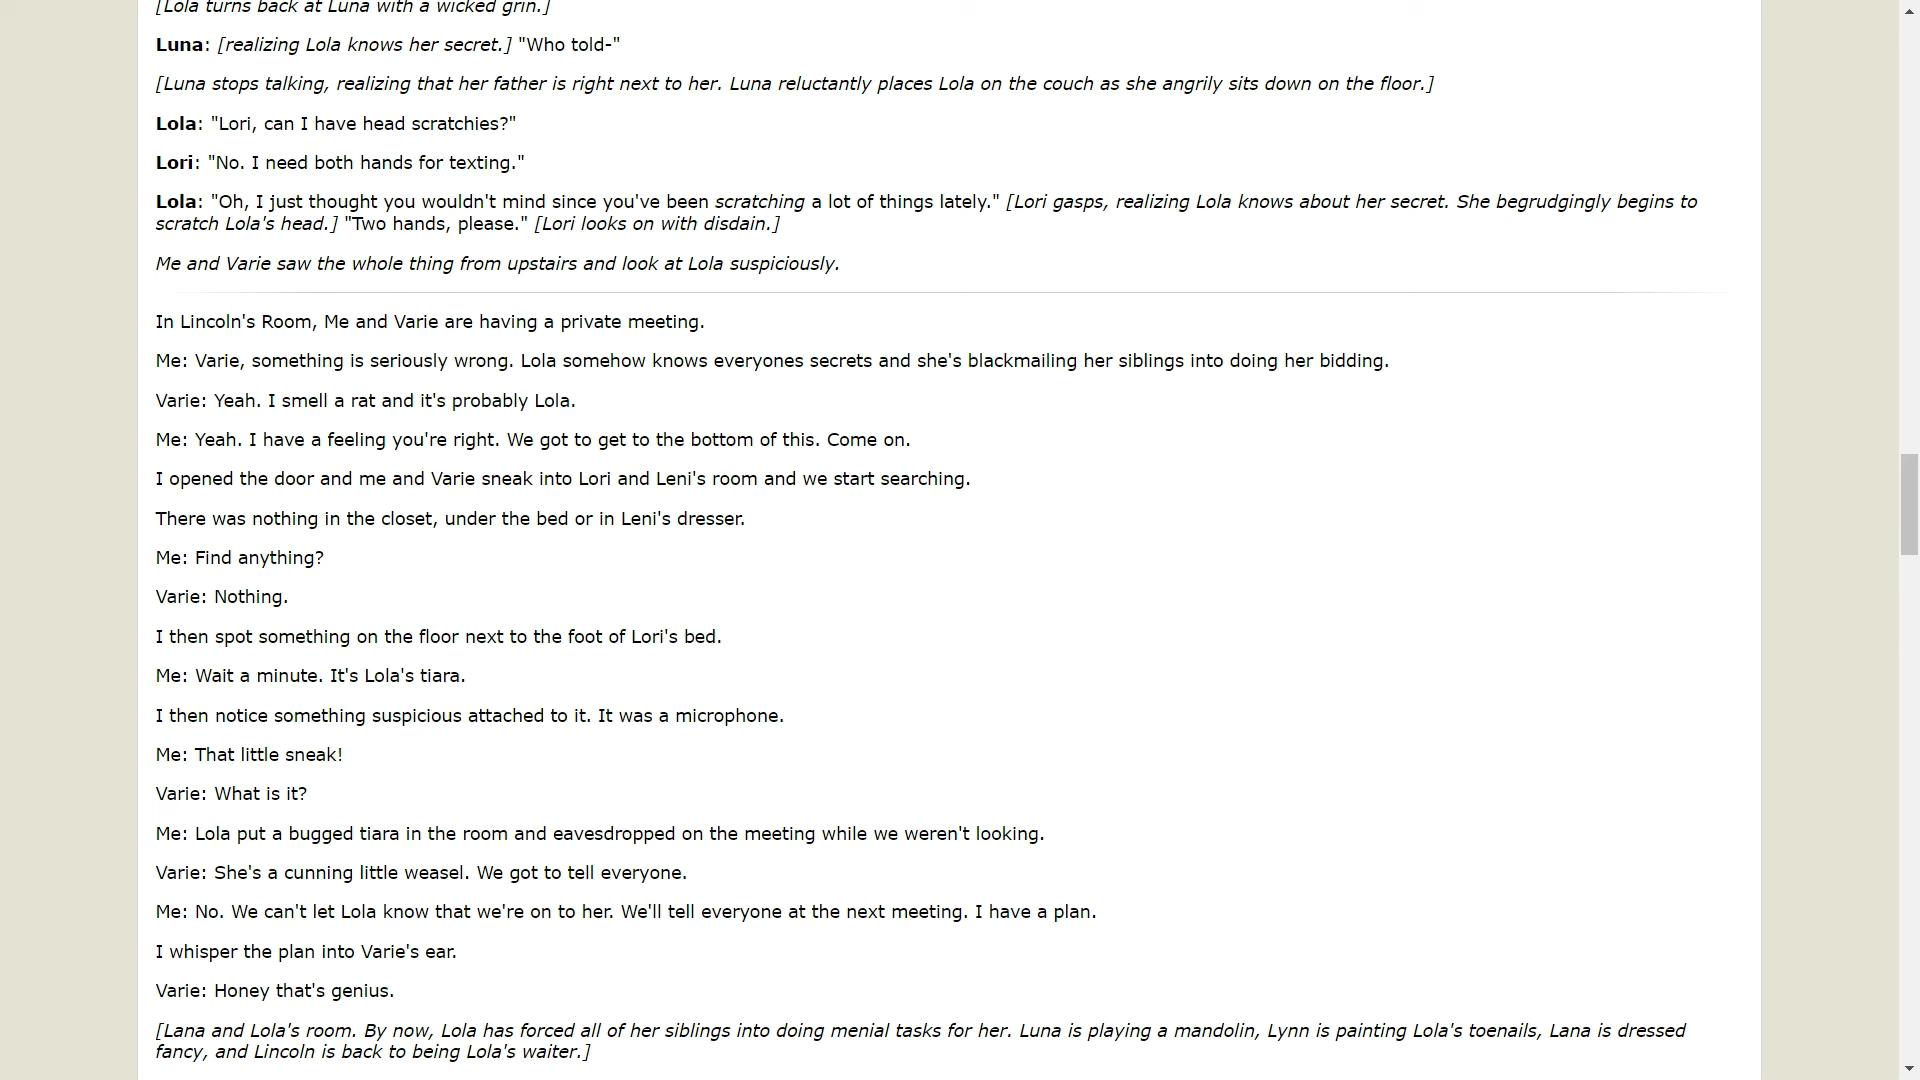 [Lola turns back at Luna with a wicked grin.]
Luna: [realizing Lola knows her secret.] "Who told-"
[Luna stops talking, realizing that her father is right next to her. Luna reluctantly places Lola on the couch as she angrily sits down on the floor.]
Lola: "Lori, can I have head scratchies?"
Lori: "No. I need both hands for texting."
Lola: "Oh, I just thought you wouldn't mind since you've been scratching a lot of things lately." [Lori gasps, realizing Lola knows about her secret. She begrudgingly begins to
scratch Lola's head.] "Two hands, please." [Lori looks on with disdain.]
Me and Varie saw the whole thing from upstairs and look at Lola suspiciously.
In Lincoln's Room, Me and Varie are having a private meeting.
Me: Varie, something is seriously wrong. Lola somehow knows everyones secrets and she's blackmailing her siblings into doing her bidding.
Varie: Yeah. I smell a rat and it's probably Lola.
Me: Yeah. I have a feeling you're right. We got to get to the bottom of this. Come on.
I opened the door and me and Varie sneak into Lori and Leni's room and we start searching.
There was nothing in the closet, under the bed or in Leni's dresser.
Me: Find anything?
Varie: Nothing.
I then spot something on the floor next to the foot of Lori's bed.
Me: Wait a minute. It's Lola's tiara.
I then notice something suspicious attached to it. It was a microphone.
Me: That little sneak!
Varie: What is it?
Me: Lola put a bugged tiara in the room and eavesdropped on the meeting while we weren't looking.
Varie: She's a cunning little weasel. We got to tell everyone.
Me: No. We can't let Lola know that we're on to her. We'll tell everyone at the next meeting. I have a plan.
I whisper the plan into Varie's ear.
Varie: Honey that's genius.
[Lana and Lola's room. By now, Lola has forced all of her siblings into doing menial tasks for her. Luna is playing a mandolin, Lynn is painting Lola's toenails, Lana is dressed
fancy, and Lincoln is back to being Lola's waiter.]